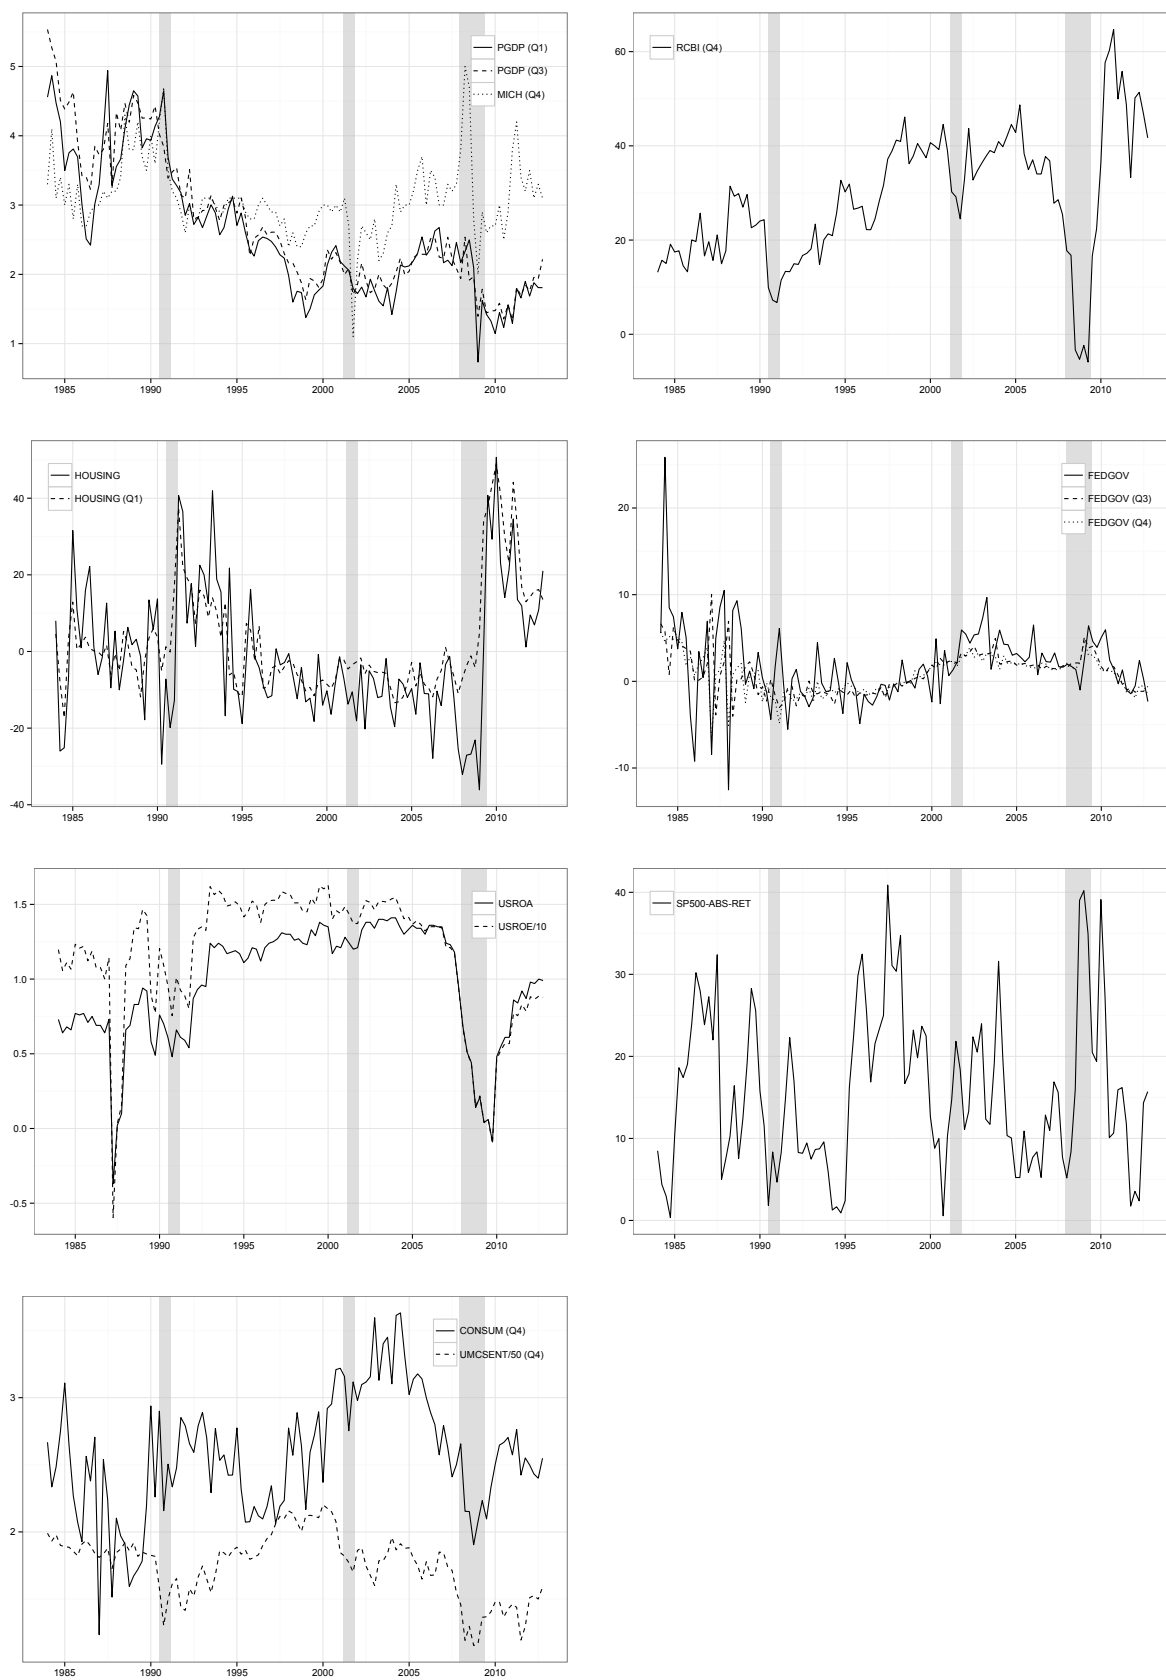 PGDP (Q1)
PGDP (Q3)
MICH (Q4)
5
4
3
2
1
1985 1990 1995 2000 2005 2010
RCBI (Q4)
60
40
20
0
1985 1990 1995 2000 2005 2010
HOUSING
HOUSING (Q1)
40
20
0
-20
-40
1985 1990 1995 2000 2005 2010
FEDGOV
FEDGOV (Q3)
FEDGOV (Q4)
20
10
0
-10
1985 1990 1995 2000 2005 2010
USROA
USROE/10
1.5
1.0
0.5
0.0
-0.5
1985 1990 1995 2000 2005 2010
SP500-ABS-RET
40
30
20
10
0
1985 1990 1995 2000 2005 2010
CONSUM (Q4)
UMCSENT/50 (Q4)
3
2
1985 1990 1995 2000 2005 2010